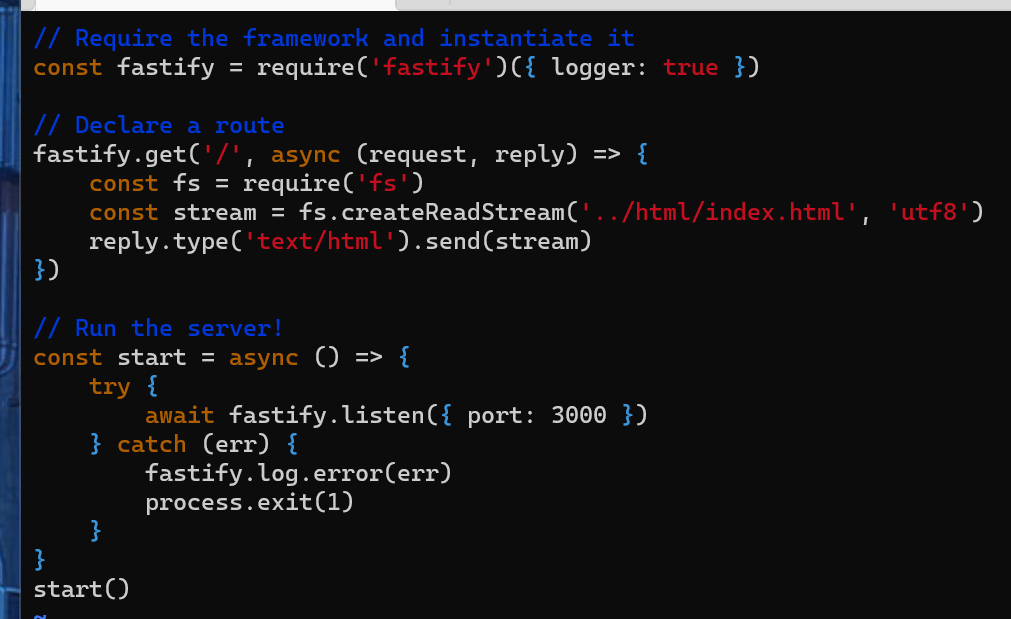 // Require the framework and instantiate it
const fastify = require('fastify')({ logger: true })
// Declare a route
fastify.get('/', async (request, reply) => {
    const fs = require('fs')
    const stream = fs.createReadStream('../html/index.html', 'utf8')
    reply.type('text/html').send(stream)
})
// Run the server!
const start = async () => {
    try {
        await fastify.listen({ port: 3000 })
    } catch (err) {
        fastify.log.error(err)
        process.exit(1)
    }
}
start()
~